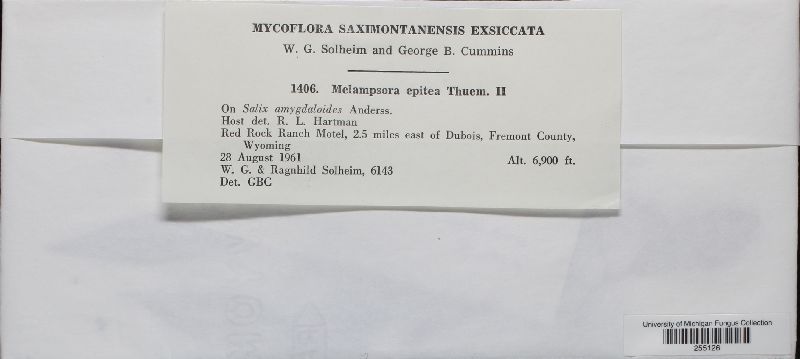 MYCOFLORA SAXIMONTANENSIS EXSICCATA
W. G. Solheim and George B. Cummins
1406. Melampsora epitea Thuem. II
On Salix amygdaloides Anderss.
Host det. R. L. Hartman
Red Rock Ranch Motel, 2.5 miles east of Dubois, Fremont County,
Wyoming
28 August 1961 Alt. 6,900 ft.
W. G. & Ragnhild Solheim, 6143
Det. GBC
University of Michigan Fungus Collection
255126